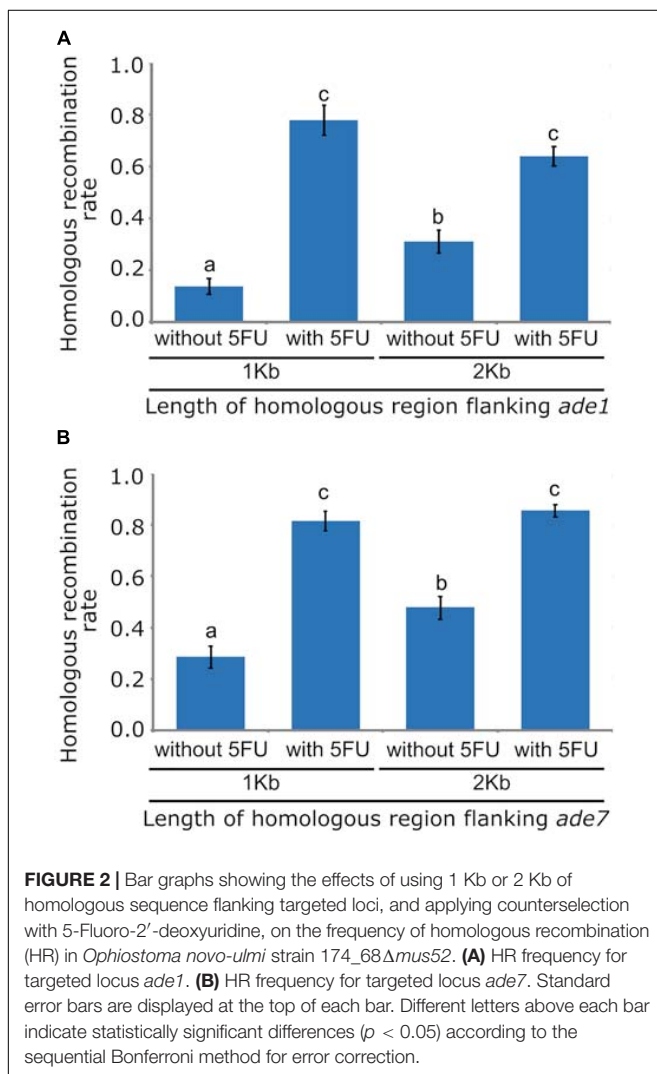 A
Homologous recombination
rate
1.0
0.8
0.6
0.4
0.2
0.0
a
c
b
c
without 5FU with 5FU without 5FU with 5FU
1Kb 2Kb
Length of homologous region flanking ade1
B
Homologous recombination
rate
1.0
0.8
0.6
0.4
0.2
0.0
a
c
b
c
without 5FU with 5FU without 5FU with 5FU
1Kb 2Kb
Length of homologous region flanking ade7
FIGURE 2 | Bar graphs showing the effects of using 1 Kb or 2 Kb of
homologous sequence flanking targeted loci, and applying counterselection
with 5-Fluoro-2′-deoxyuridine, on the frequency of homologous recombination
(HR) in Ophiostoma novo-ulmi strain 174_68Δmus52. (A) HR frequency for
targeted locus ade1. (B) HR frequency for targeted locus ade7. Standard
error bars are displayed at the top of each bar. Different letters above each bar
indicate statistically significant differences (p < 0.05) according to the
sequential Bonferroni method for error correction.